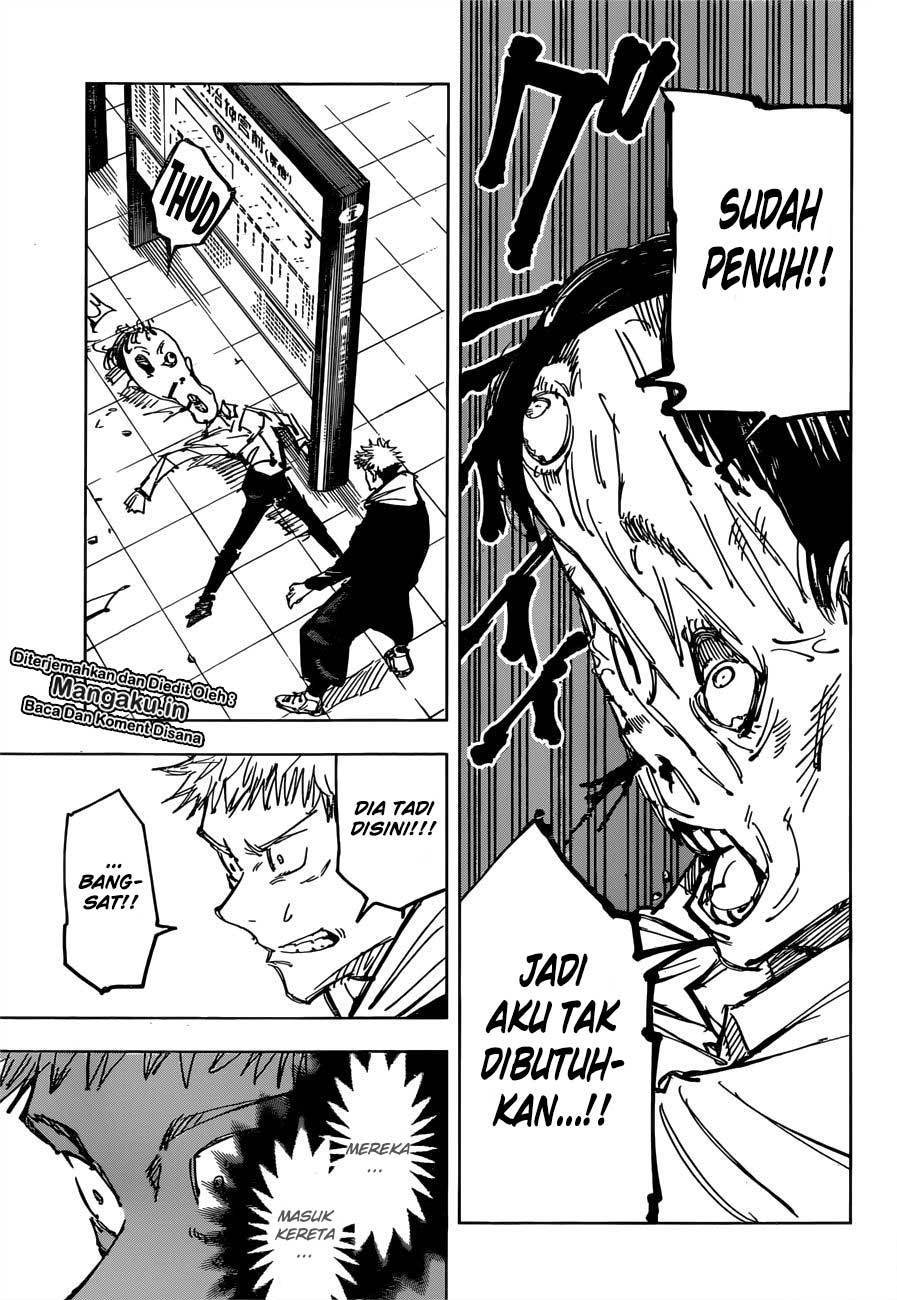 SUDAH
PENUH!!
JADI
AKU TAK
DIBUTUH-
KAN...!!
THUD
3
Diterjemahkan dan Diedit Oleh :
Mangaku.in
Baca Dan Koment Disana
DIA TADI
DISINI!!!
...
BANG-
SAT!!
MEREKA
...
MASUK
KERETA
...